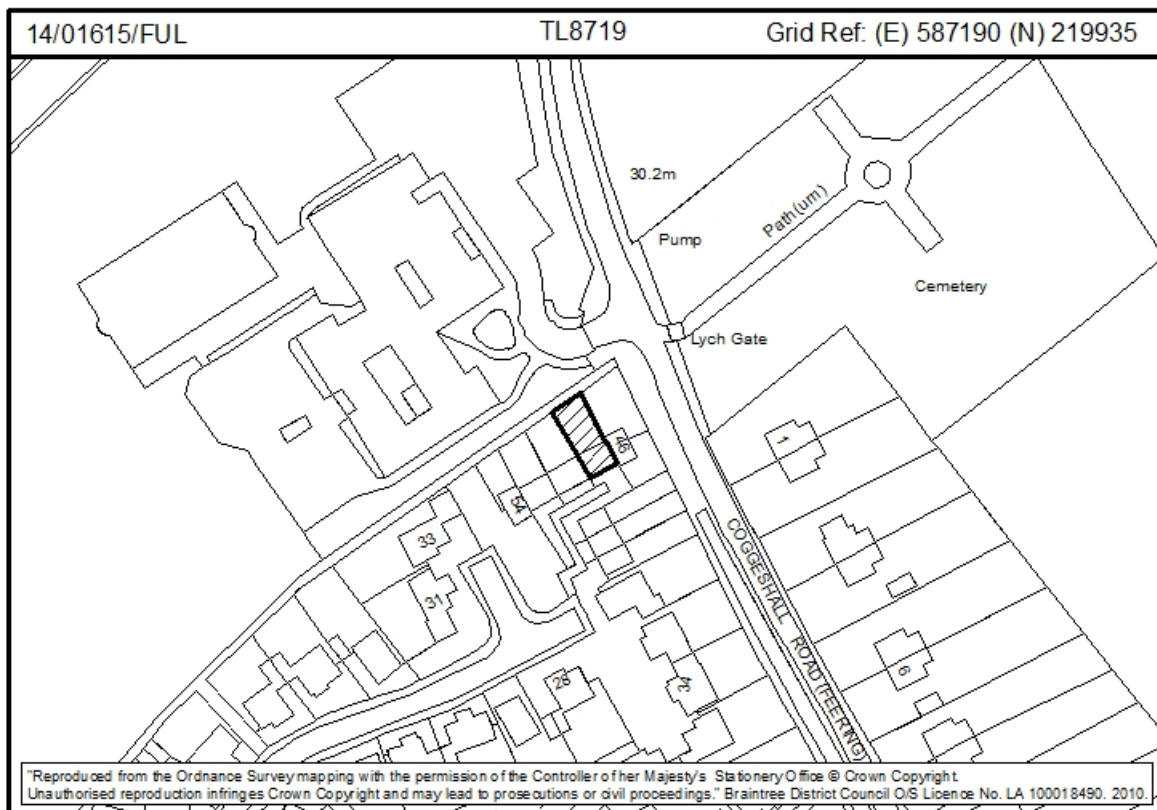 14/01615/FUL
TL8719
Grid Ref: (E) 587190 (N) 219935
30.2m
Path(um)
Pump
Cemetery
Lych Gate
1
46
54
33
31
COGGESHALL ROAD (FEERING)
6
28
34
"Reproduced from the Ordnance Survey mapping with the permission of the Controller of her Majesty's Stationery Office © Crown Copyright.
Unauthorised reproduction infringes Crown Copyright and may lead to prosecutions or civil proceedings." Braintree District Council O/S Licence No. LA 100018490. 2010.